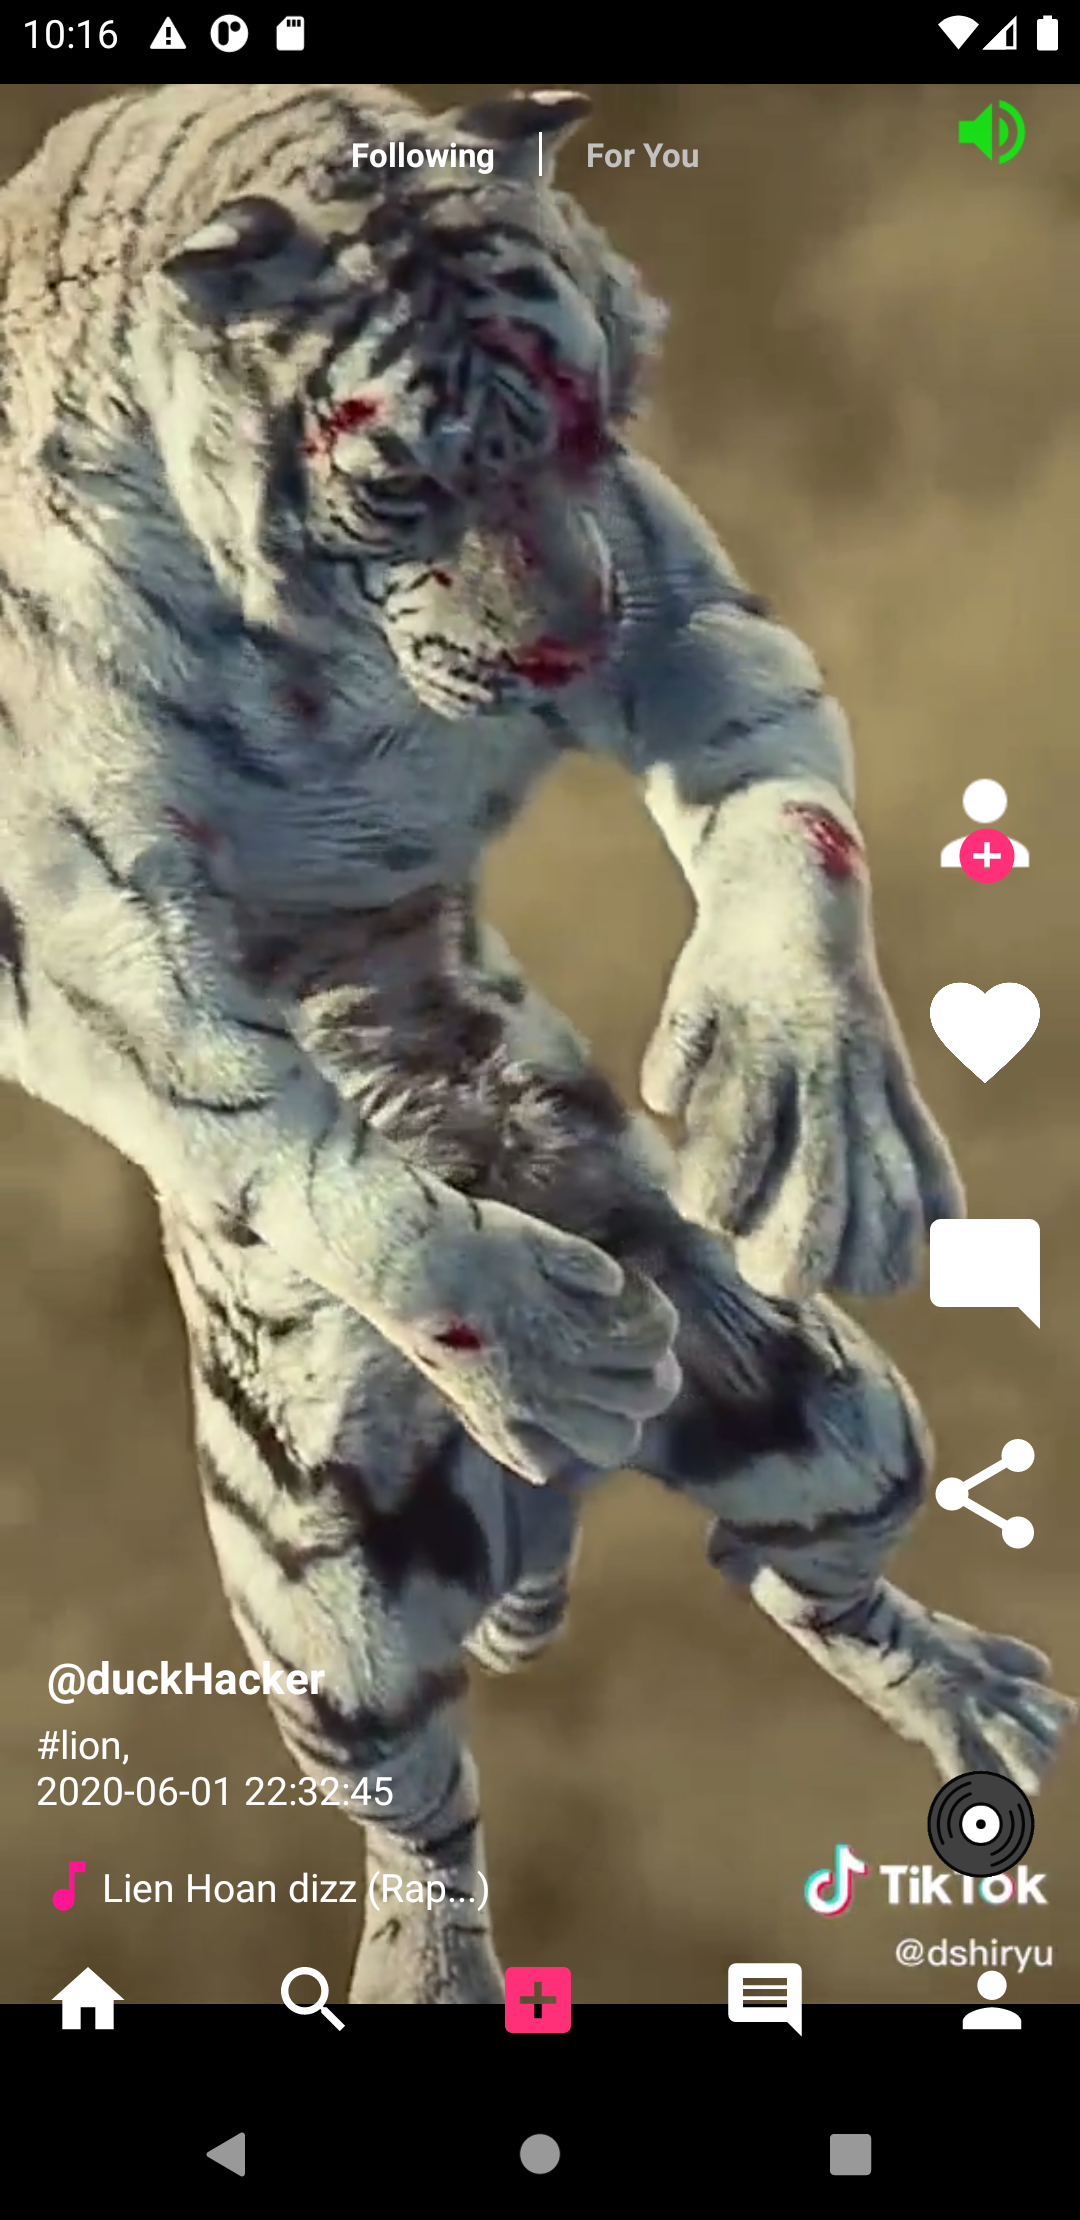 10:16
Following
For You
@duckHacker
#lion,
2020-06-01 22:32:45
Lien Hoan dizz (Rap...)
TikTok
@dshiryu